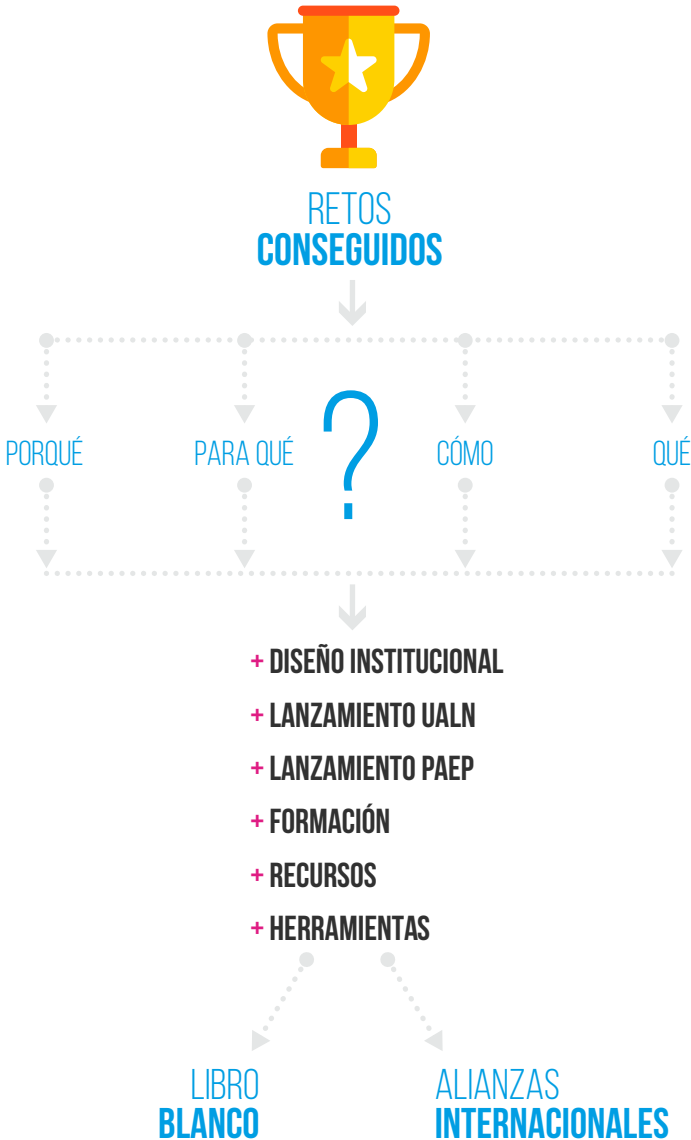 RETOS
CONSEGUIDOS
PORQUÉ PARA QUÉ ? CÓMO QUÉ
+ DISEÑO INSTITUCIONAL
+ LANZAMIENTO UALN
+ LANZAMIENTO PAEP
+ FORMACIÓN
+ RECURSOS
+ HERRAMIENTAS
LIBRO
BLANCO
ALIANZAS
INTERNACIONALES